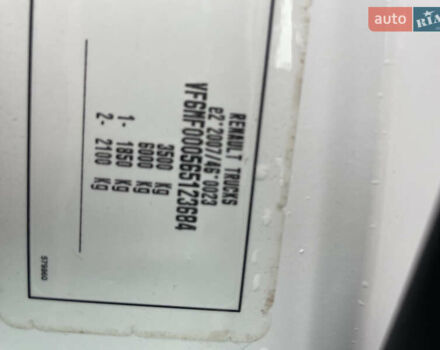 RENAULT TRUCKS
e2*2007/46*0023
VF6MF000565123684
3500 Kg
6000 Kg
1- 1850 Kg
2- 2100 Kg
579960
auto RIA